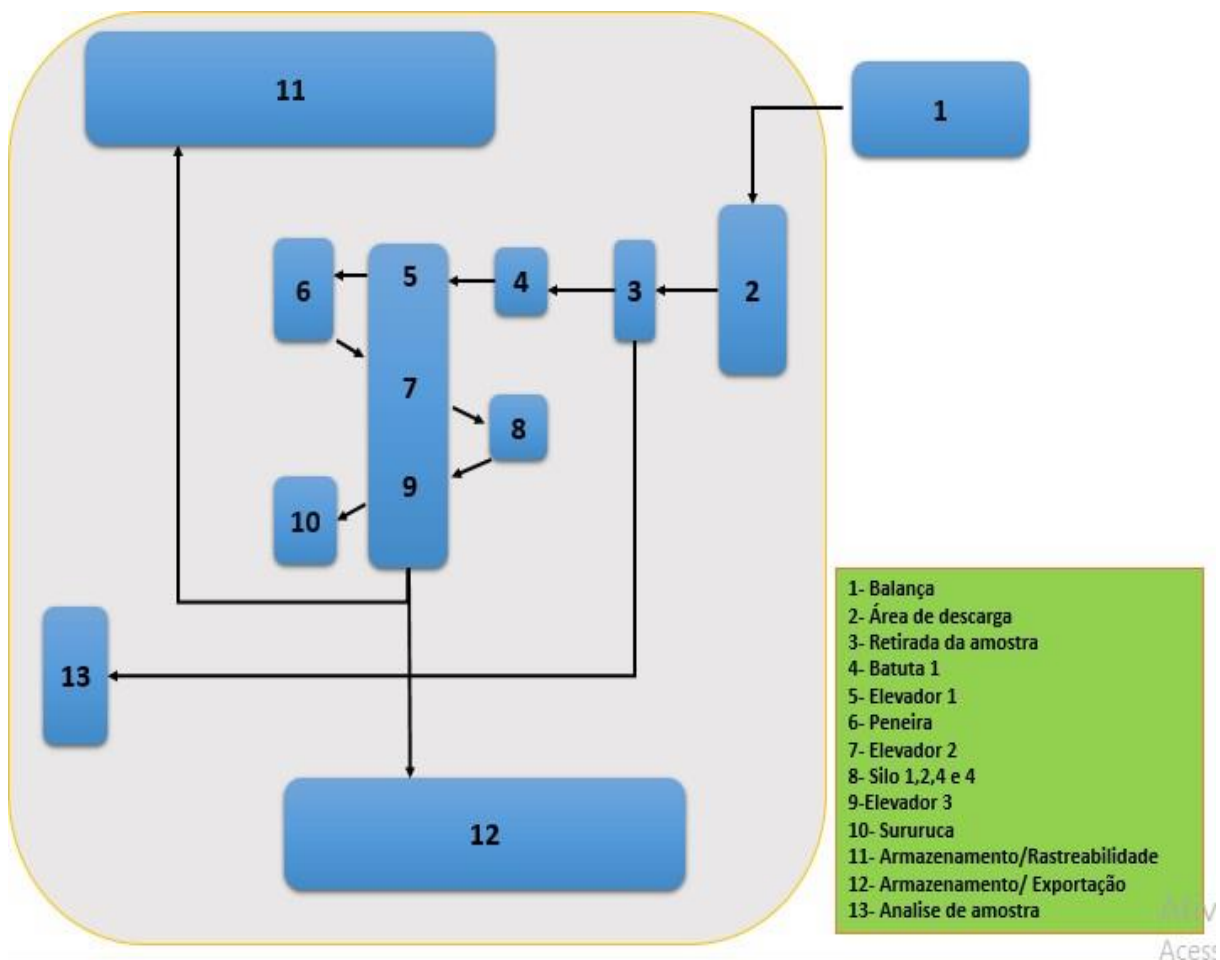 11
1
6
5
4
3
2
7
8
9
10
13
12
1- Balança
2- Área de descarga
3- Retirada da amostra
4- Batuta 1
5- Elevador 1
6- Peneira
7- Elevador 2
8- Silo 1,2,4 e 4
9-Elevador 3
10- Sururuca
11- Armazenamento/Rastreabilidade
12- Armazenamento/ Exportação
13- Analise de amostra
Acess